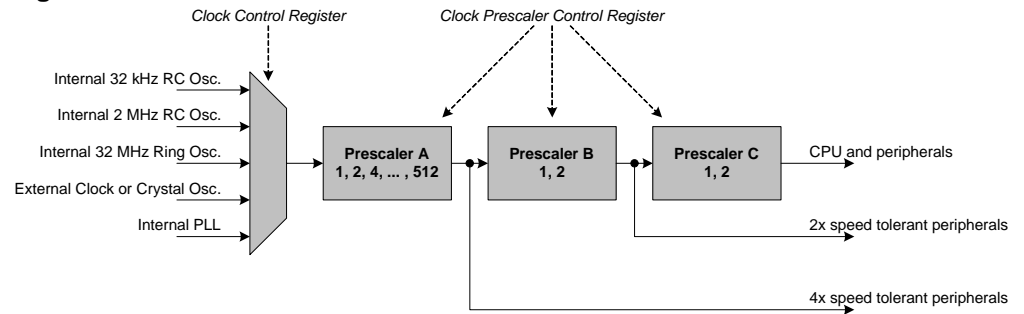 Clock Control Register
Clock Prescaler Control Register
Internal 32 kHz RC Osc.
Internal 2 MHz RC Osc.
Internal 32 MHz Ring Osc.
External Clock or Crystal Osc.
Internal PLL
Prescaler A
1, 2, 4, ... , 512
Prescaler B
1, 2
Prescaler C
1, 2
CPU and peripherals
2x speed tolerant peripherals
4x speed tolerant peripherals